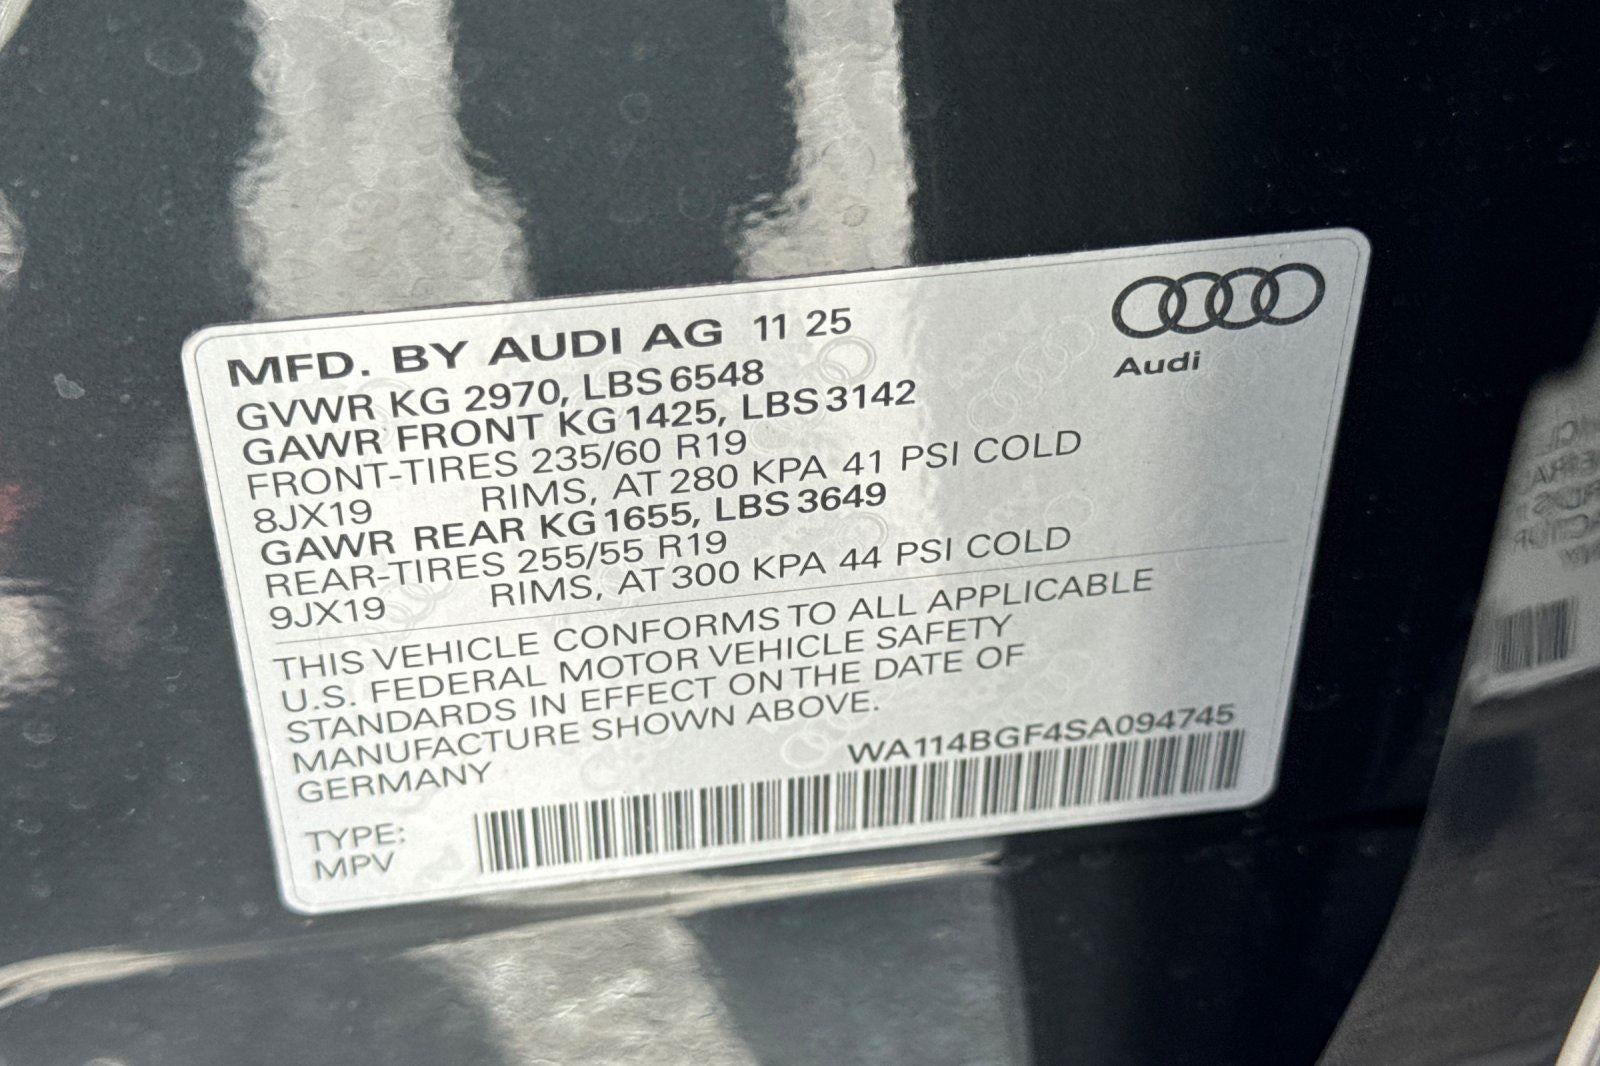 MFD. BY AUDI AG 11 25
GVWR KG 2970, LBS 6548
GAWR FRONT KG 1425, LBS 3142
FRONT-TIRES 235/60 R19
8JX19 RIMS, AT 280 KPA 41 PSI COLD
GAWR REAR KG 1655, LBS 3649
REAR-TIRES 255/55 R19
9JX19 RIMS, AT 300 KPA 44 PSI COLD
THIS VEHICLE CONFORMS TO ALL APPLICABLE
U.S. FEDERAL MOTOR VEHICLE SAFETY
STANDARDS IN EFFECT ON THE DATE OF
MANUFACTURE SHOWN ABOVE.
GERMANY
WA114BGF4SA094745
TYPE:
MPV
Audi